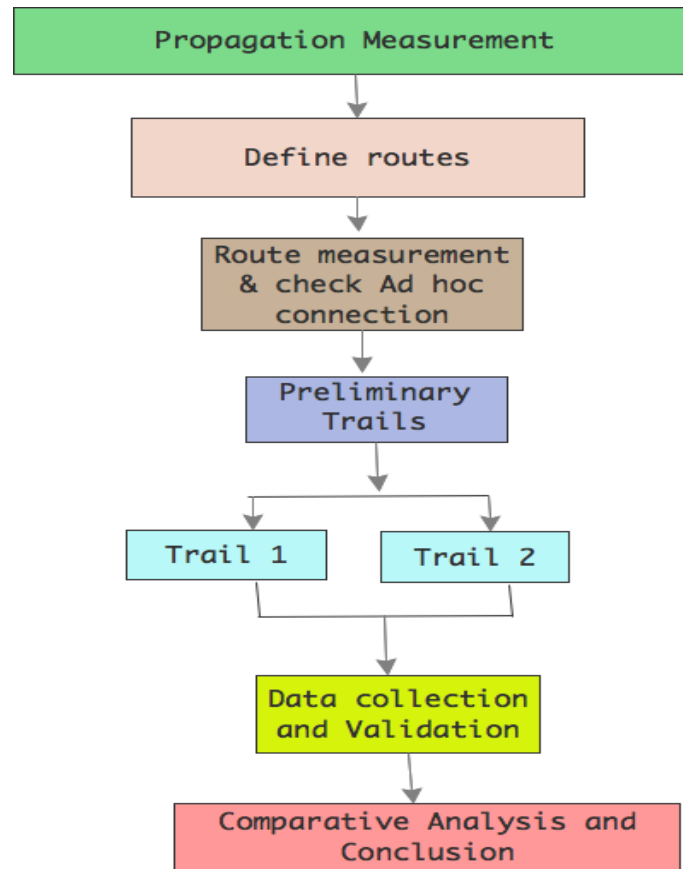 Propagation Measurement
Define routes
Route measurement
& check Ad hoc
connection
Preliminary
Trails
Trail 1
Trail 2
Data collection
and Validation
Comparative Analysis and
Conclusion